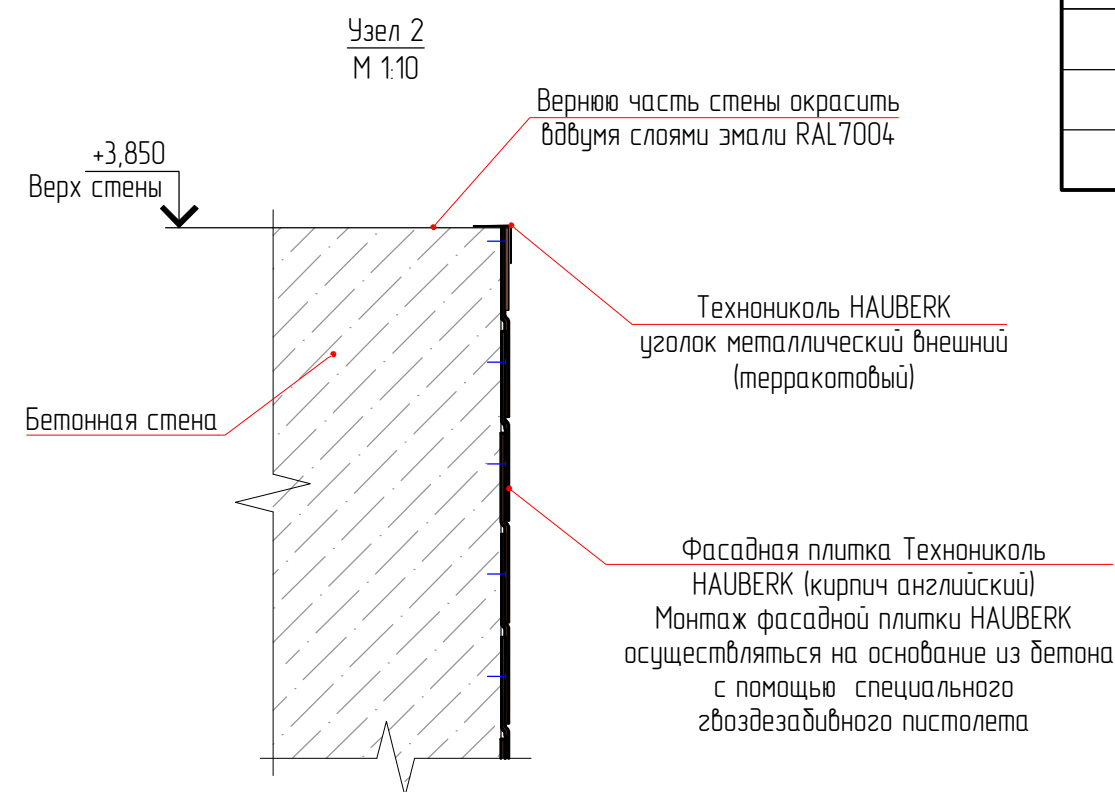 Узел 2
М 1:10
Вернюю часть стены окрасить
вдвумя слоями эмали RAL7004
+3,850
Верх стены
Технониколь HAUBERK
уголок металлический внешний
(терракотовый)
Бетонная стена
Фасадная плитка Технониколь
HAUBERK (кирпич английский)
Монтаж фасадной плитки HAUBERK
осуществляться на основание из бетона
с помощью специального
гвоздезабивного пистолета